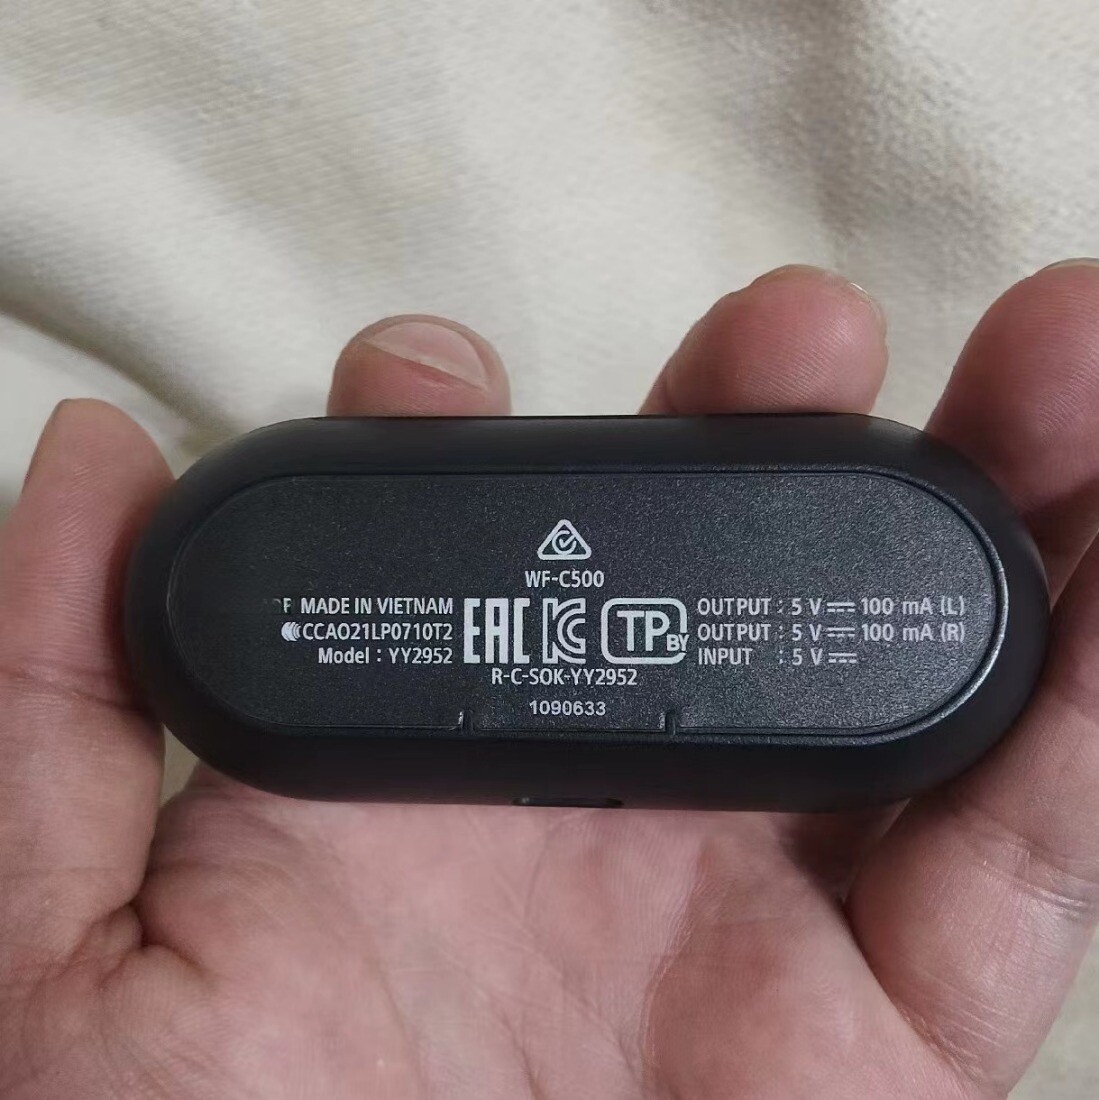 WF-C500
MADE IN VIETNAM
CCAO21LP0710T2
Model : YY2952
EAC
KC
TP BY
OUTPUT : 5 V⎓100 mA (L)
OUTPUT : 5 V⎓100 mA (R)
INPUT : 5 V⎓
R-C-SOK-YY2952
1090633